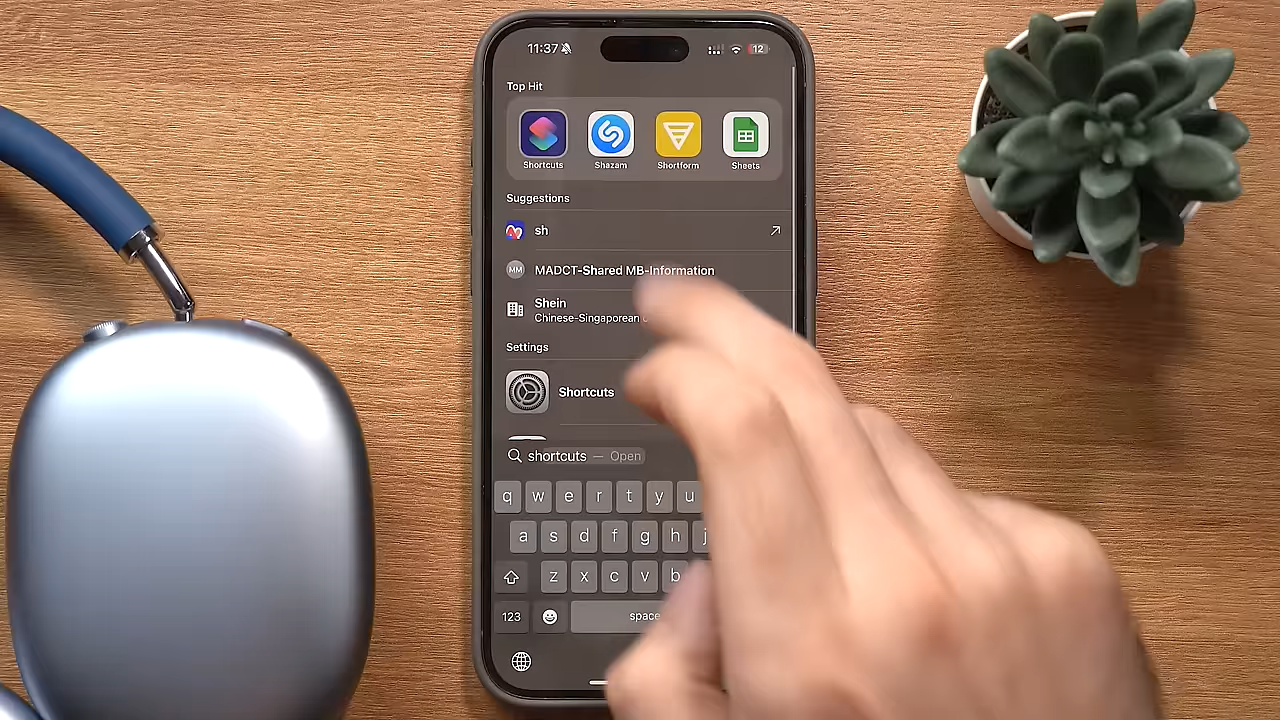 11:37
12
Top Hit
Shortcuts Shazam Shortform Sheets
Suggestions
sh
MM MADCT-Shared MB-Information
Shein
Chinese-Singaporean
Settings
Shortcuts
shortcuts — Open
q w e r t y u
a s d f g h j
z x c v b
123 space